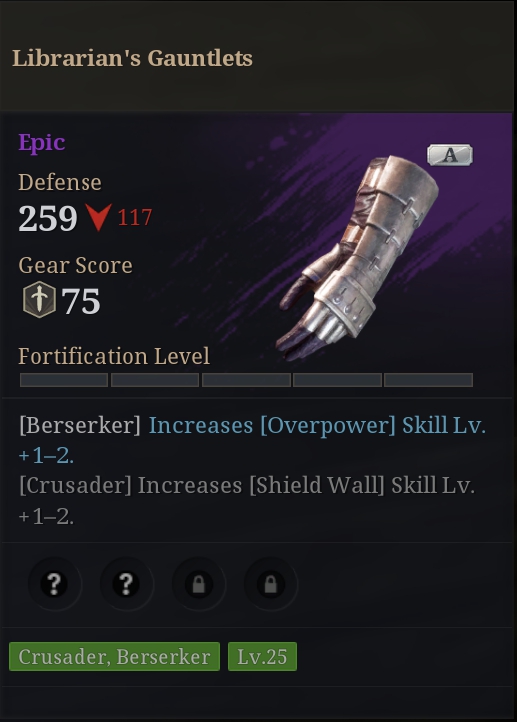 Librarian's Gauntlets
Epic
A
Defense
259 117
Gear Score
75
Fortification Level
[Berserker] Increases [Overpower] Skill Lv.
+1–2.
[Crusader] Increases [Shield Wall] Skill Lv.
+1–2.
? ?
Crusader, Berserker Lv.25